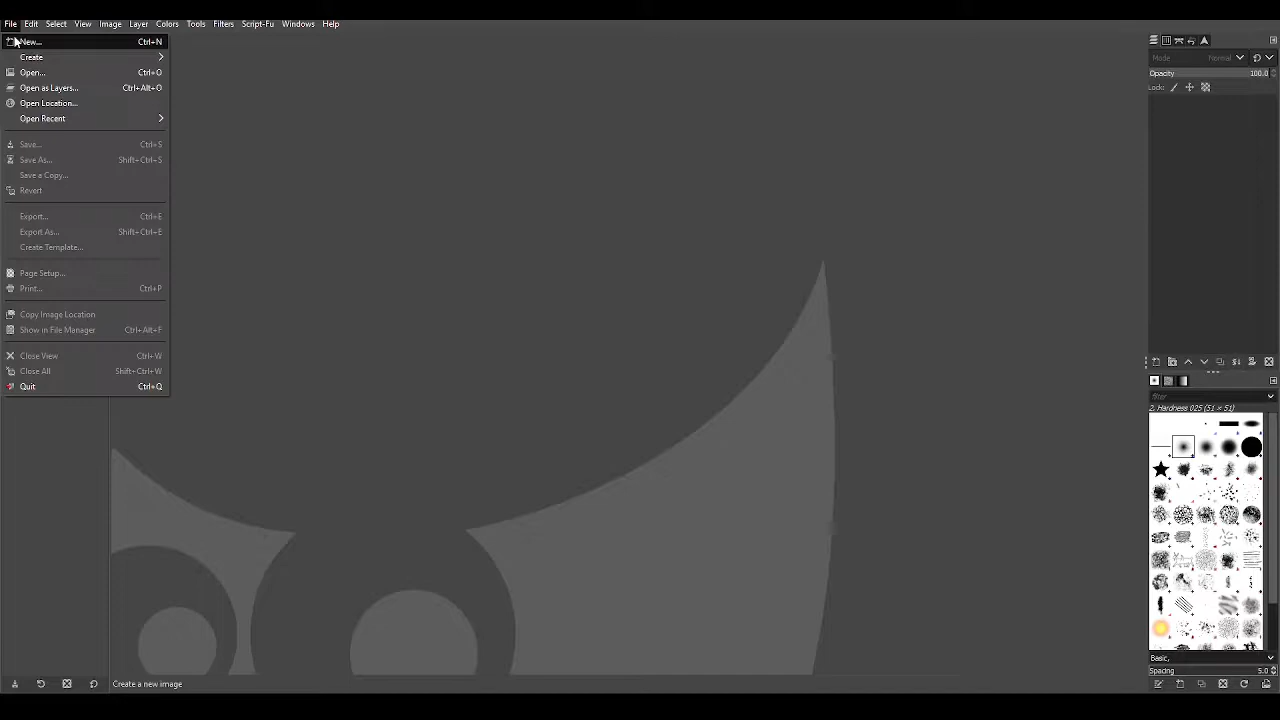 File Edit Select View Image Layer Colors Tools Filters Script-Fu Windows Help
New... Ctrl+N
Create
Open... Ctrl+O
Open as Layers... Ctrl+Alt+O
Open Location...
Open Recent
Save... Ctrl+S
Save As... Shift+Ctrl+S
Save a Copy...
Revert
Export... Ctrl+E
Export As... Shift+Ctrl+E
Create Template...
Page Setup...
Print... Ctrl+P
Copy Image Location
Show in File Manager Ctrl+Alt+F
Close View Ctrl+W
Close All Shift+Ctrl+W
Quit Ctrl+Q
Create a new image
Mode Normal
Opacity 100.0
Lock:
filter
2. Hardness 025 (51 × 51)
Basic,
Spacing 5.0